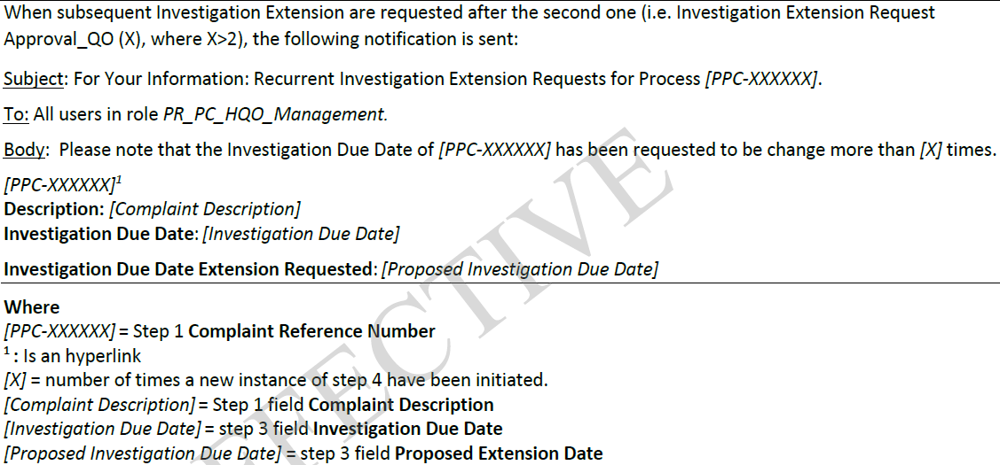 When subsequent Investigation Extension are requested after the second one (i.e. Investigation Extension Request
Approval_QO (X), where X>2), the following notification is sent:
Subject: For Your Information: Recurrent Investigation Extension Requests for Process [PPC-XXXXXX].
To: All users in role PR_PC_HQO_Management.
Body:  Please note that the Investigation Due Date of [PPC-XXXXXX] has been requested to be change more than [X] times.
[PPC-XXXXXX]¹
Description: [Complaint Description]
Investigation Due Date: [Investigation Due Date]
Investigation Due Date Extension Requested: [Proposed Investigation Due Date]
Where
[PPC-XXXXXX] = Step 1 Complaint Reference Number
¹ : Is an hyperlink
[X] = number of times a new instance of step 4 have been initiated.
[Complaint Description] = Step 1 field Complaint Description
[Investigation Due Date] = step 3 field Investigation Due Date
[Proposed Investigation Due Date] = step 3 field Proposed Extension Date
FFECTIVE